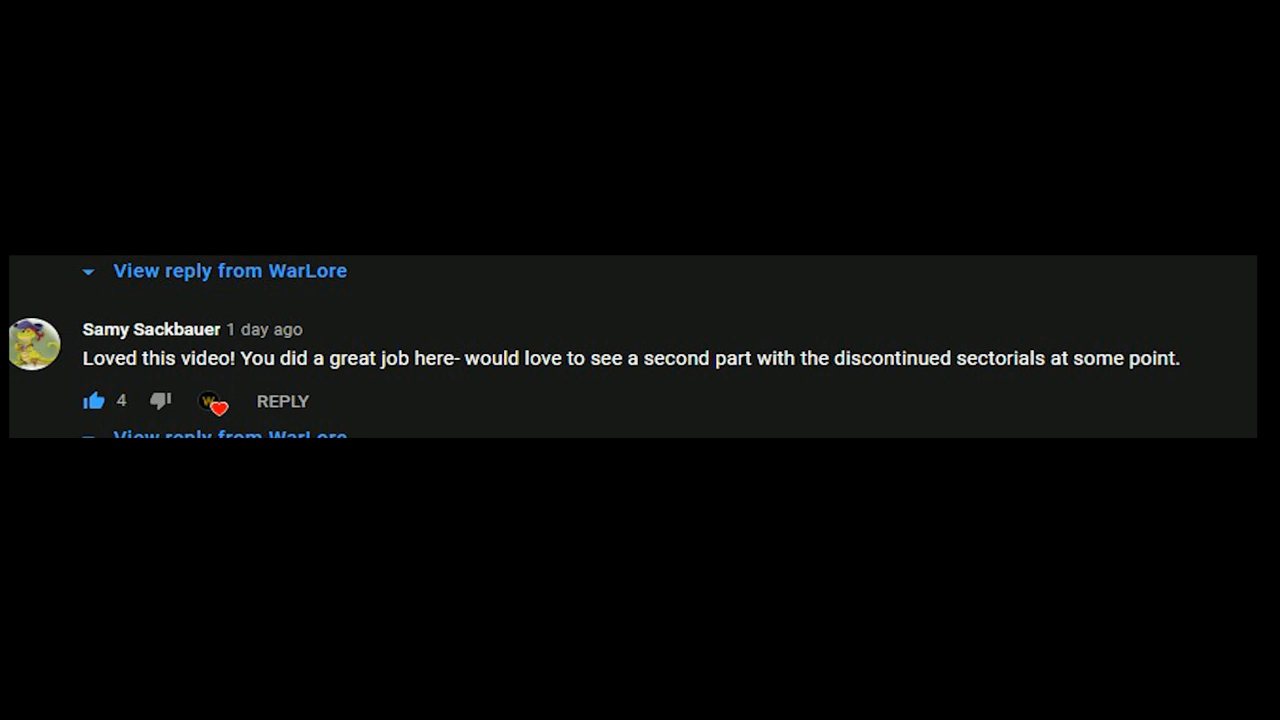 View reply from WarLore
Samy Sackbauer 1 day ago
Loved this video! You did a great job here- would love to see a second part with the discontinued sectorials at some point.
4 W REPLY
View reply from WarLore